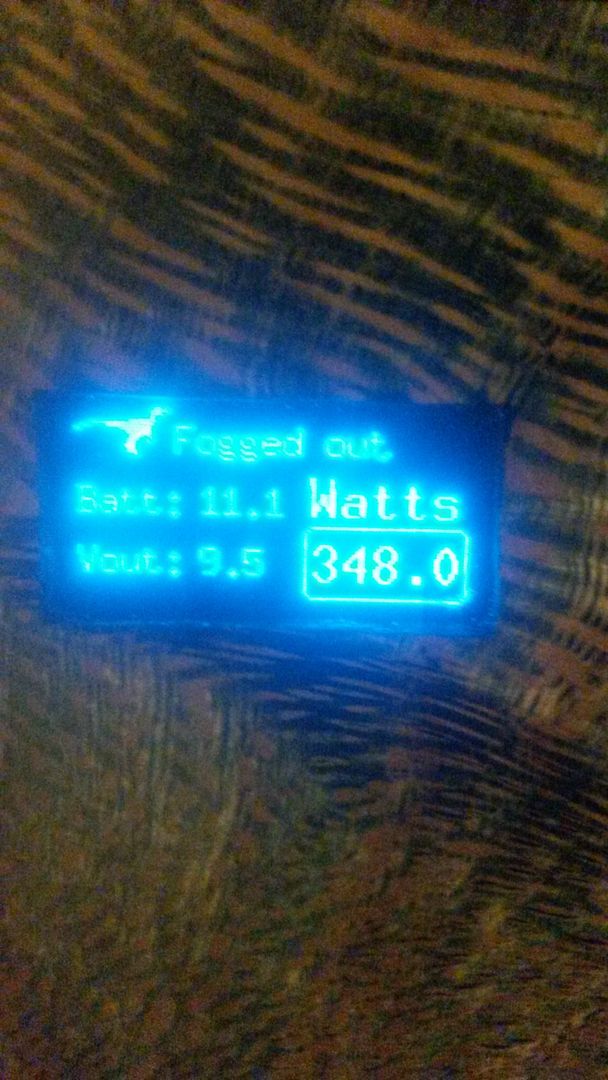 Fogged out.
Batt: 11.1 Watts
Vout: 9.5 348.0